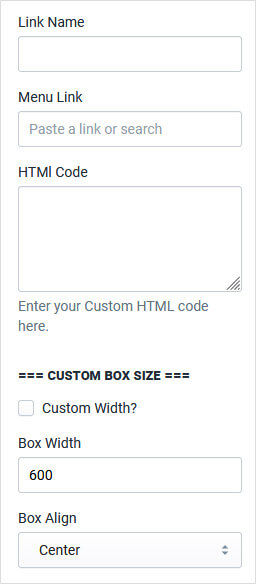 Link Name
Menu Link
Paste a link or search
HTMl Code
Enter your Custom HTML code
here.
=== CUSTOM BOX SIZE ===
Custom Width?
Box Width
600
Box Align
Center